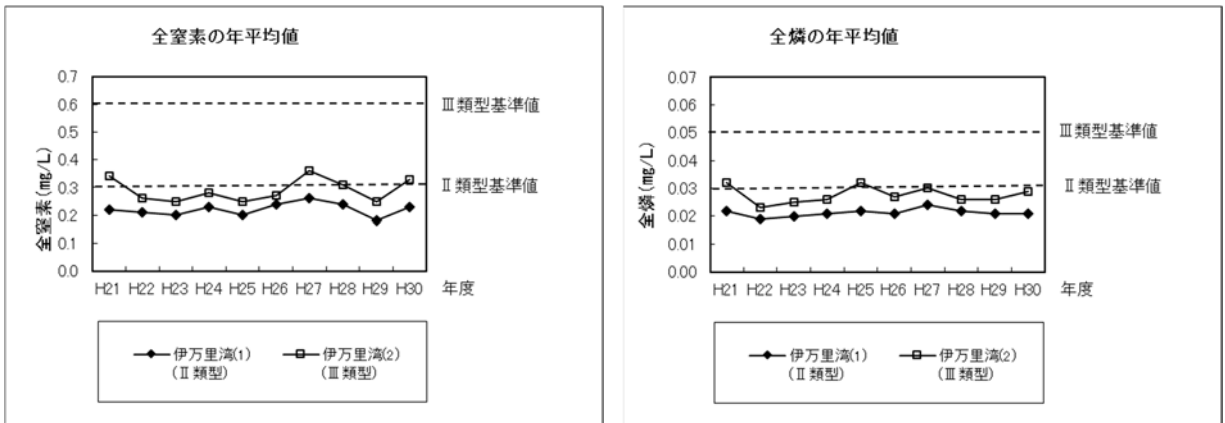 全窒素の年平均値
0.7
0.6
0.5
0.4
0.3
0.2
0.1
0.0
全窒素(㎎/L)
Ⅲ類型基準値
Ⅱ類型基準値
H21 H22 H23 H24 H25 H26 H27 H28 H29 H30 年度
伊万里湾(1) 伊万里湾(2)
(Ⅱ類型) (Ⅲ類型)
全燐の年平均値
0.07
0.06
0.05
0.04
0.03
0.02
0.01
0.00
全燐(㎎/L)
Ⅲ類型基準値
Ⅱ類型基準値
H21 H22 H23 H24 H25 H26 H27 H28 H29 H30 年度
伊万里湾(1) 伊万里湾(2)
(Ⅱ類型) (Ⅲ類型)